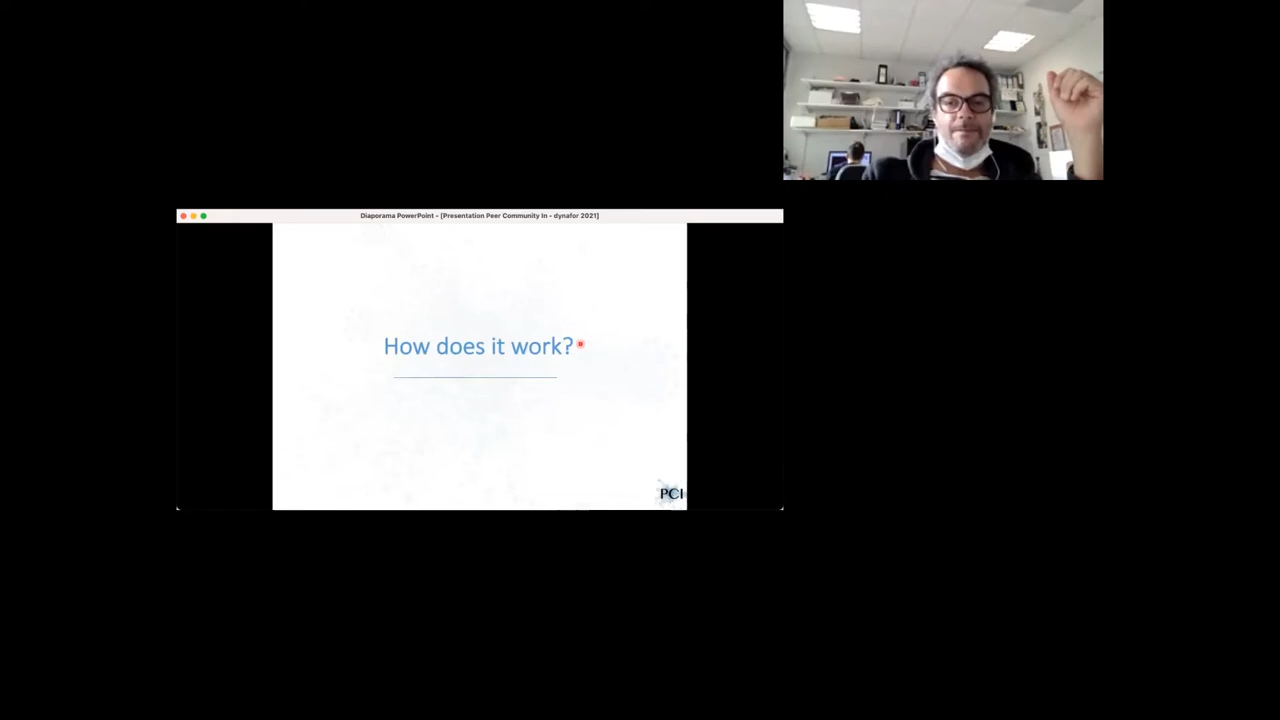 Diaporama PowerPoint - [Presentation Peer Community In - dynafor 2021]
How does it work?
PCI